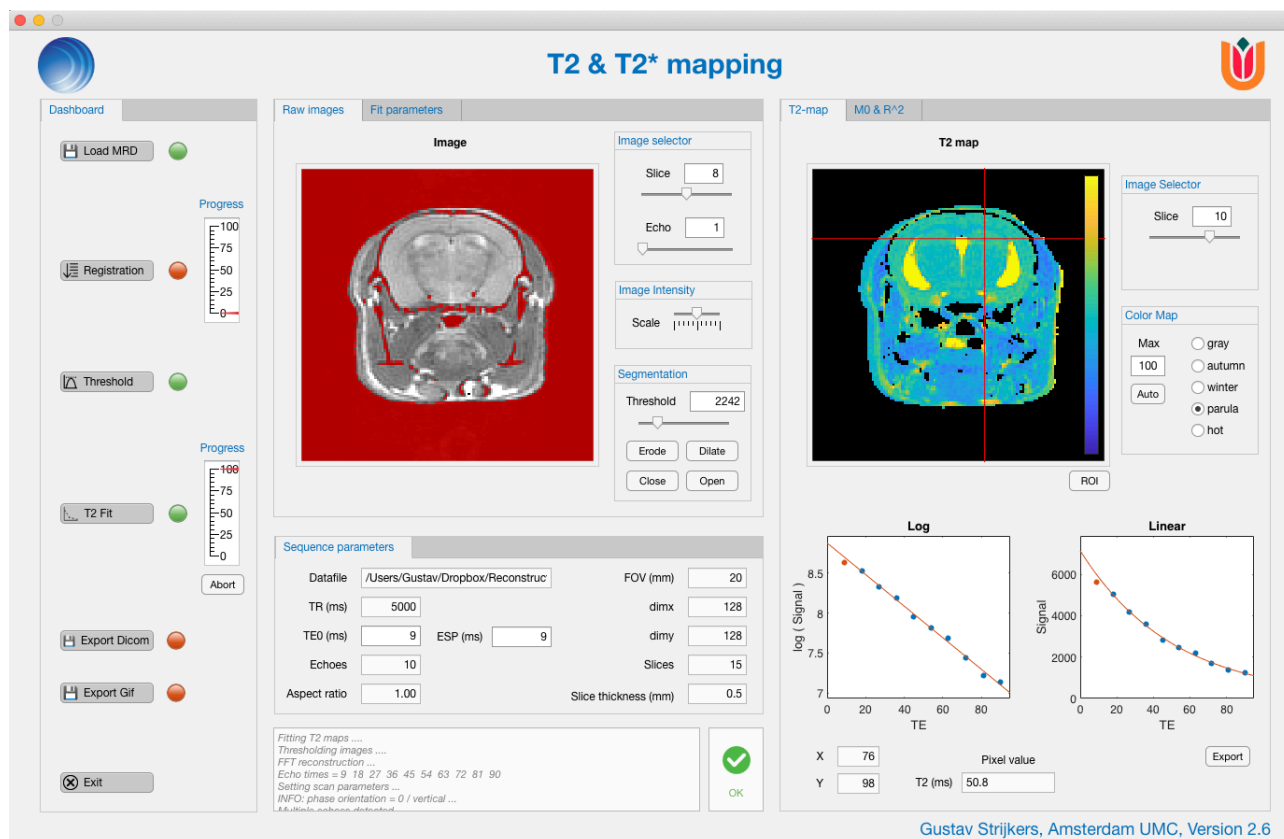 T2 & T2* mapping
Dashboard
Load MRD
Progress
100
75
50
25
0
Registration
Threshold
Progress
100
75
50
25
0
T2 Fit
Abort
Export Dicom
Export Gif
Exit
Raw images
Fit parameters
Image
Image selector
Slice 8
Echo 1
Image Intensity
Scale
Segmentation
Threshold 2242
Erode Dilate
Close Open
Sequence parameters
Datafile /Users/Gustav/Dropbox/Reconstruc FOV (mm) 20
TR (ms) 5000 dimx 128
TE0 (ms) 9 ESP (ms) 9 dimy 128
Echoes 10 Slices 15
Aspect ratio 1.00 Slice thickness (mm) 0.5
Fitting T2 maps ....
Thresholding images ....
FFT reconstruction ...
Echo times = 9 18 27 36 45 54 63 72 81 90
Setting scan parameters ...
INFO: phase orientation = 0 / vertical ...
Multiple echoes detected
OK
T2-map
M0 & R^2
T2 map
Image Selector
Slice 10
Color Map
Max
100
Auto
gray
autumn
winter
parula
hot
ROI
Log
8.5
8
7.5
7
log ( Signal )
0 20 40 60 80
TE
Linear
6000
4000
2000
0
Signal
0 20 40 60 80
TE
X 76
Y 98
Pixel value
T2 (ms) 50.8
Export
Gustav Strijkers, Amsterdam UMC, Version 2.6